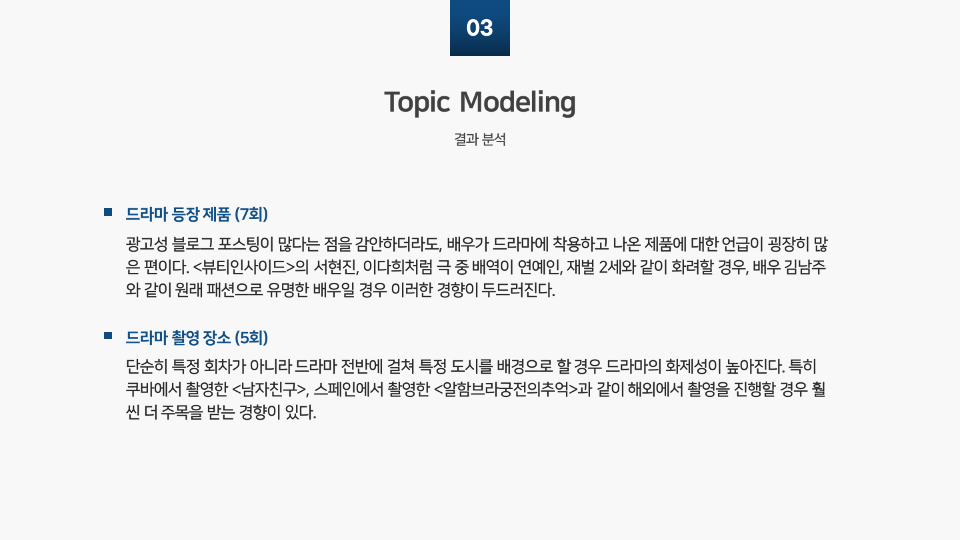 03
Topic Modeling
결과 분석
드라마 등장 제품 (7회)
광고성 블로그 포스팅이 많다는 점을 감안하더라도, 배우가 드라마에 착용하고 나온 제품에 대한 언급이 굉장히 많
은 편이다. <뷰티인사이드>의 서현진, 이다희처럼 극 중 배역이 연예인, 재벌 2세와 같이 화려할 경우, 배우 김남주
와 같이 원래 패션으로 유명한 배우일 경우 이러한 경향이 두드러진다.
드라마 촬영 장소 (5회)
단순히 특정 회차가 아니라 드라마 전반에 걸쳐 특정 도시를 배경으로 할 경우 드라마의 화제성이 높아진다. 특히
쿠바에서 촬영한 <남자친구>, 스페인에서 촬영한 <알함브라궁전의추억>과 같이 해외에서 촬영을 진행할 경우 훨
씬 더 주목을 받는 경향이 있다.